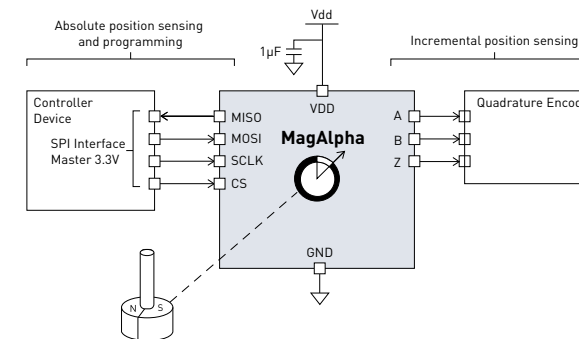 Vdd
Absolute position sensing
and programming
1µF
Incremental position sensing
Controller
Device
SPI Interface
Master 3.3V
VDD
MISO
MOSI
SCLK
CS
MagAlpha
A
B
Z
Quadrature
GND
N
S